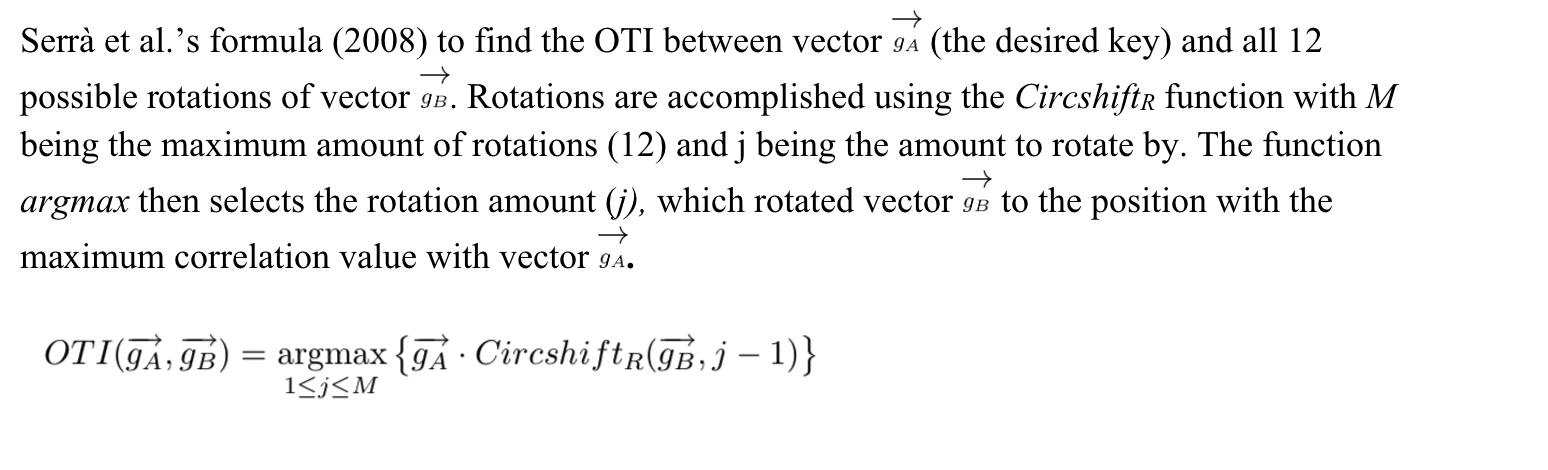 Serrà et al.’s formula (2008) to find the OTI between vector $\overrightarrow{g_A}$ (the desired key) and all 12
possible rotations of vector $\overrightarrow{g_B}$. Rotations are accomplished using the Circshift_R function with M
being the maximum amount of rotations (12) and j being the amount to rotate by. The function
argmax then selects the rotation amount (j), which rotated vector $\overrightarrow{g_B}$ to the position with the
maximum correlation value with vector $\overrightarrow{g_A}$.
$OTI(\overrightarrow{g_A}, \overrightarrow{g_B}) = \underset{1 \leq j \leq M}{\operatorname{argmax}} \{\overrightarrow{g_A} \cdot Circshift_R(\overrightarrow{g_B}, j - 1)\}$